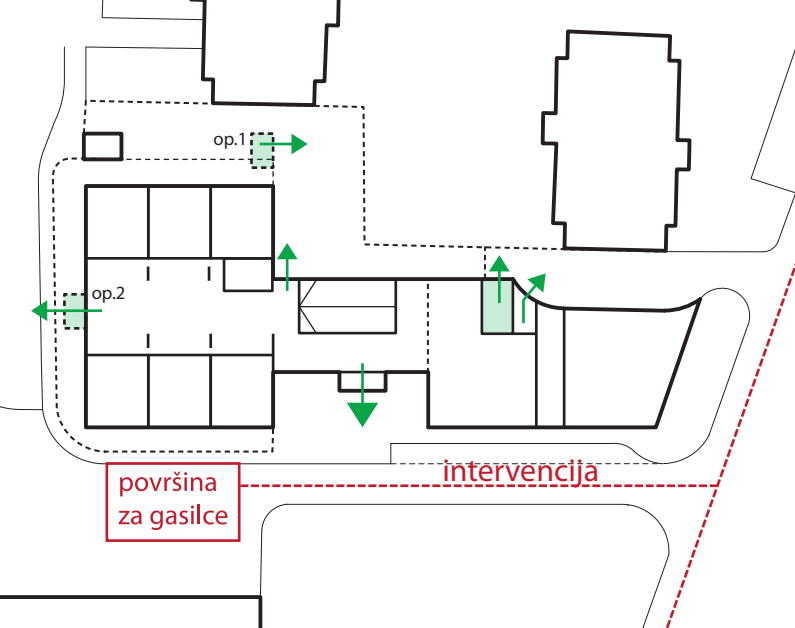 op.1
op.2
intervencija
površina
za gasilce